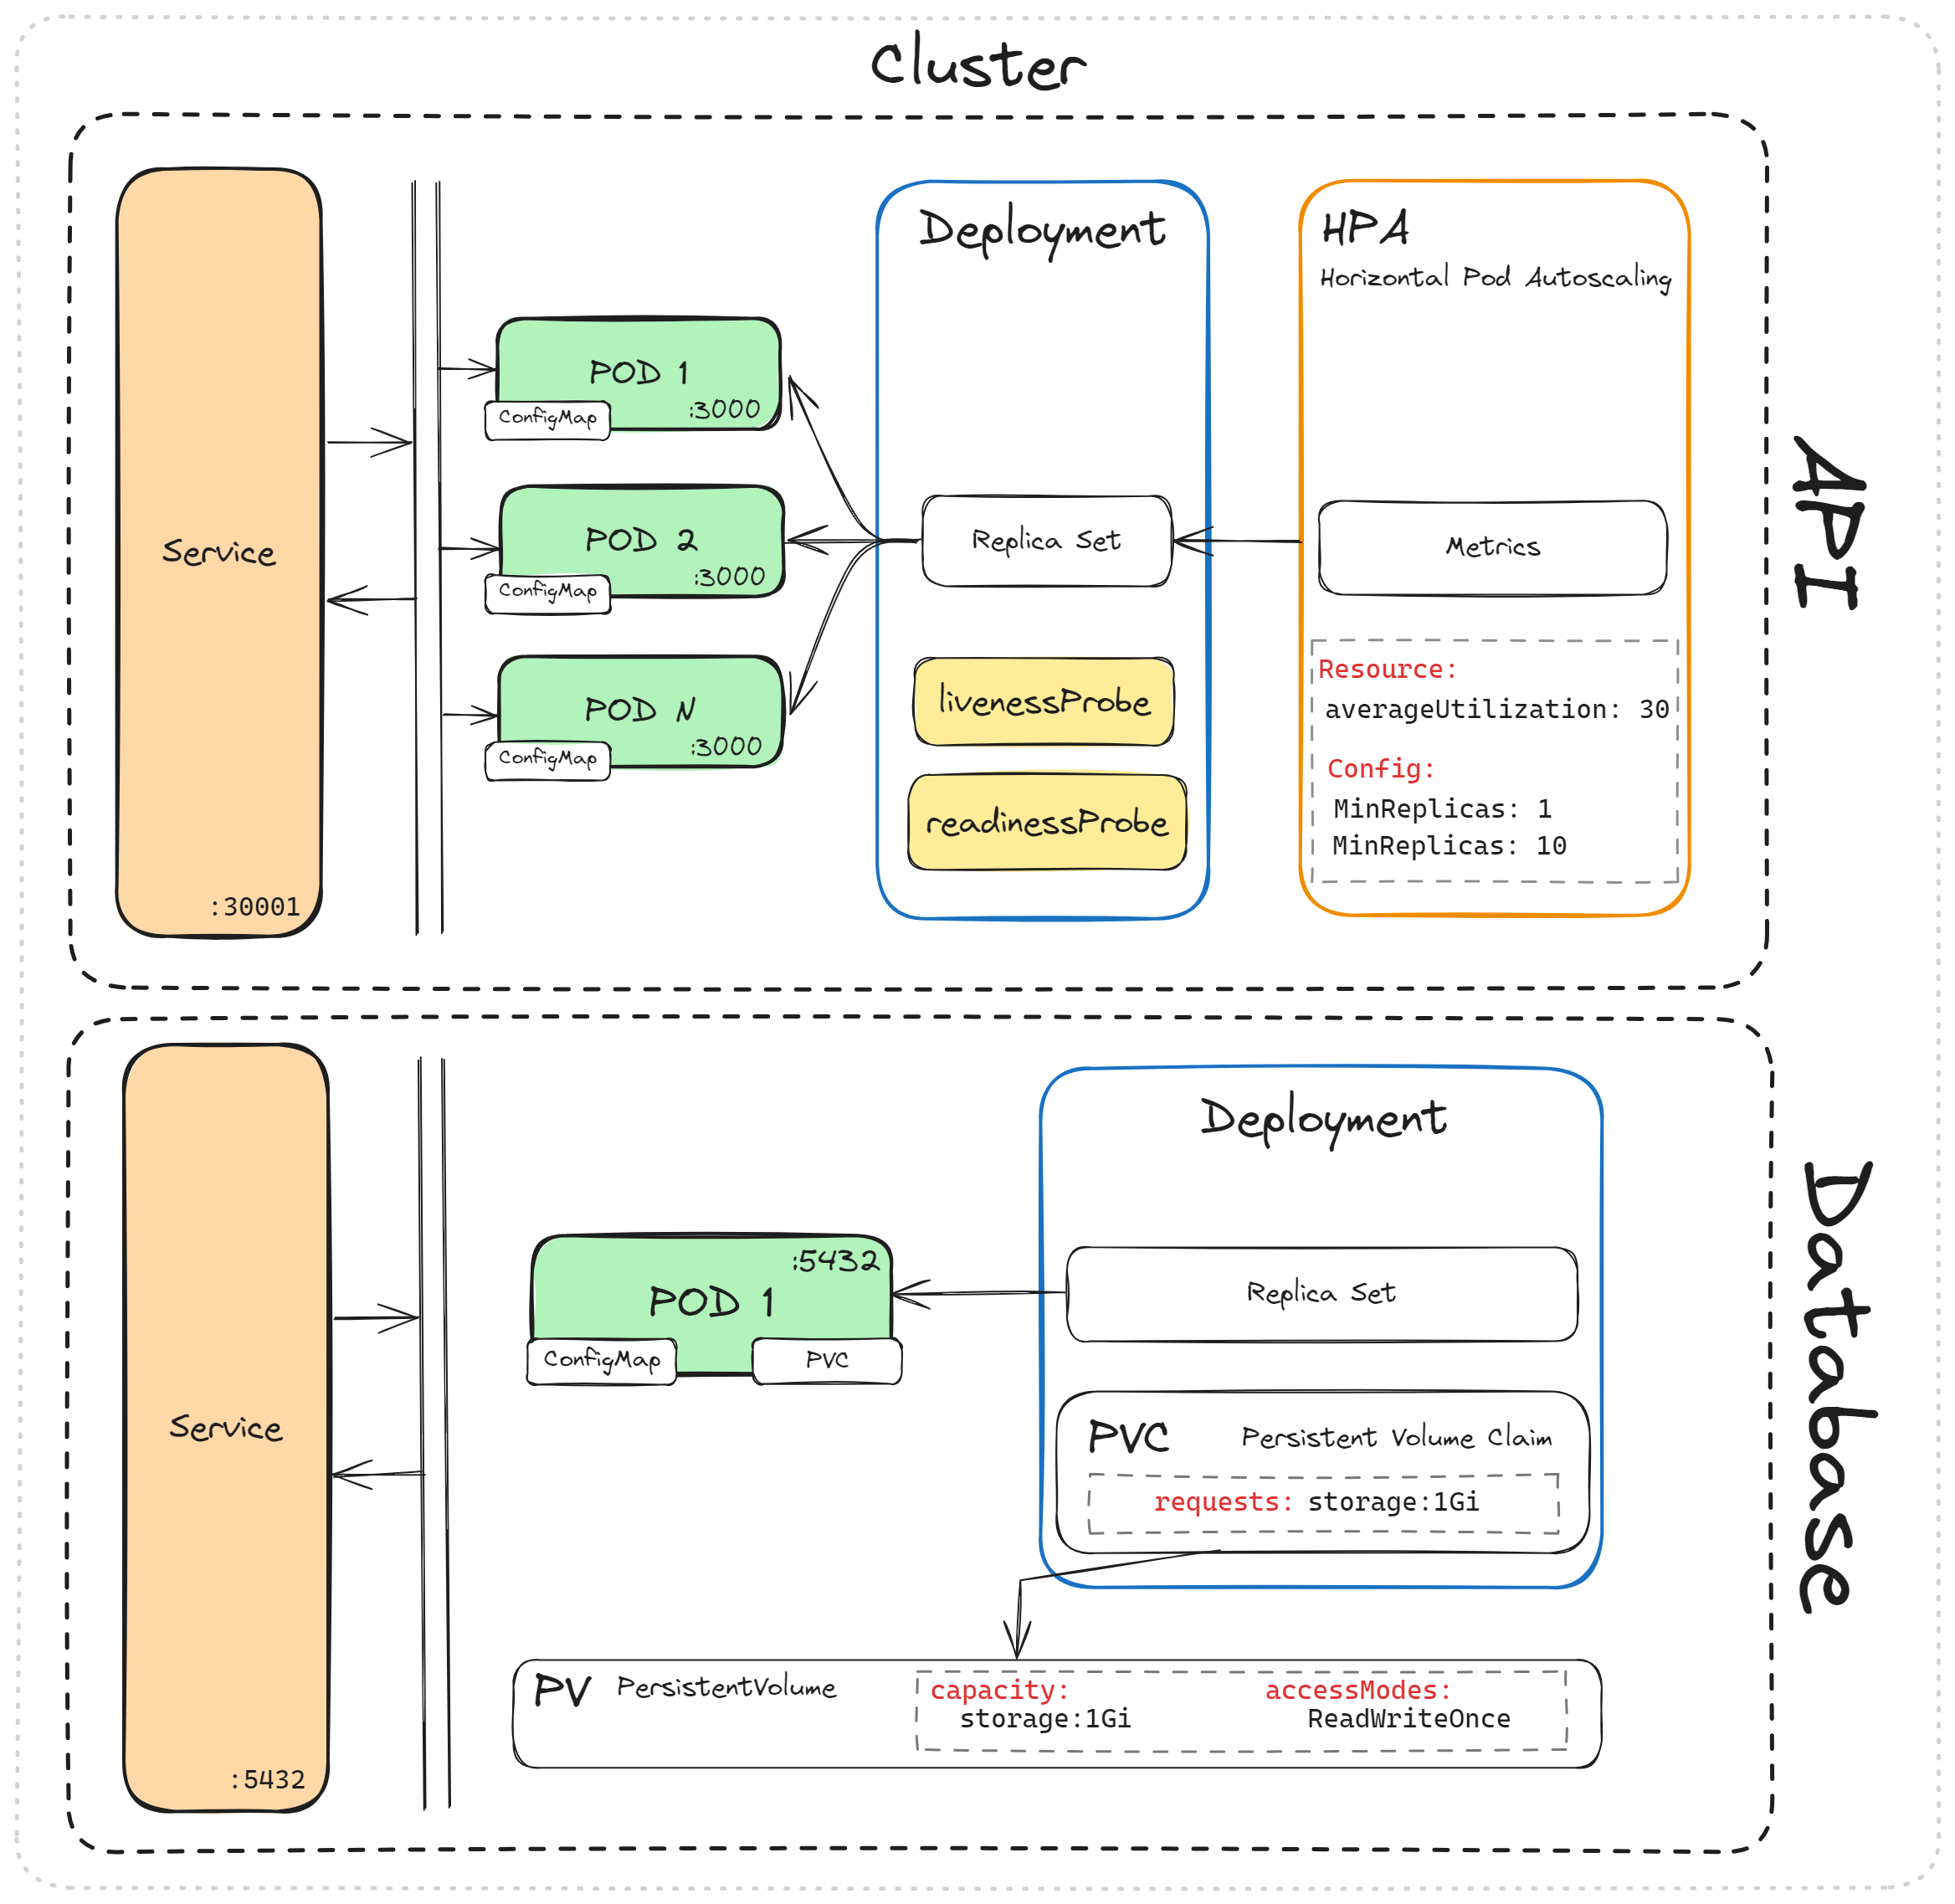 Cluster
API
Service
:30001
POD 1
:3000
ConfigMap
POD 2
:3000
ConfigMap
POD N
:3000
ConfigMap
Deployment
Replica Set
livenessProbe
readinessProbe
HPA
Horizontal Pod Autoscaling
Metrics
Resource:
averageUtilization: 30
Config:
MinReplicas: 1
MinReplicas: 10
Database
Service
:5432
:5432
POD 1
ConfigMap
PVC
Deployment
Replica Set
PVC Persistent Volume Claim
requests: storage:1Gi
PV PersistentVolume
capacity:
storage:1Gi
accessModes:
ReadWriteOnce